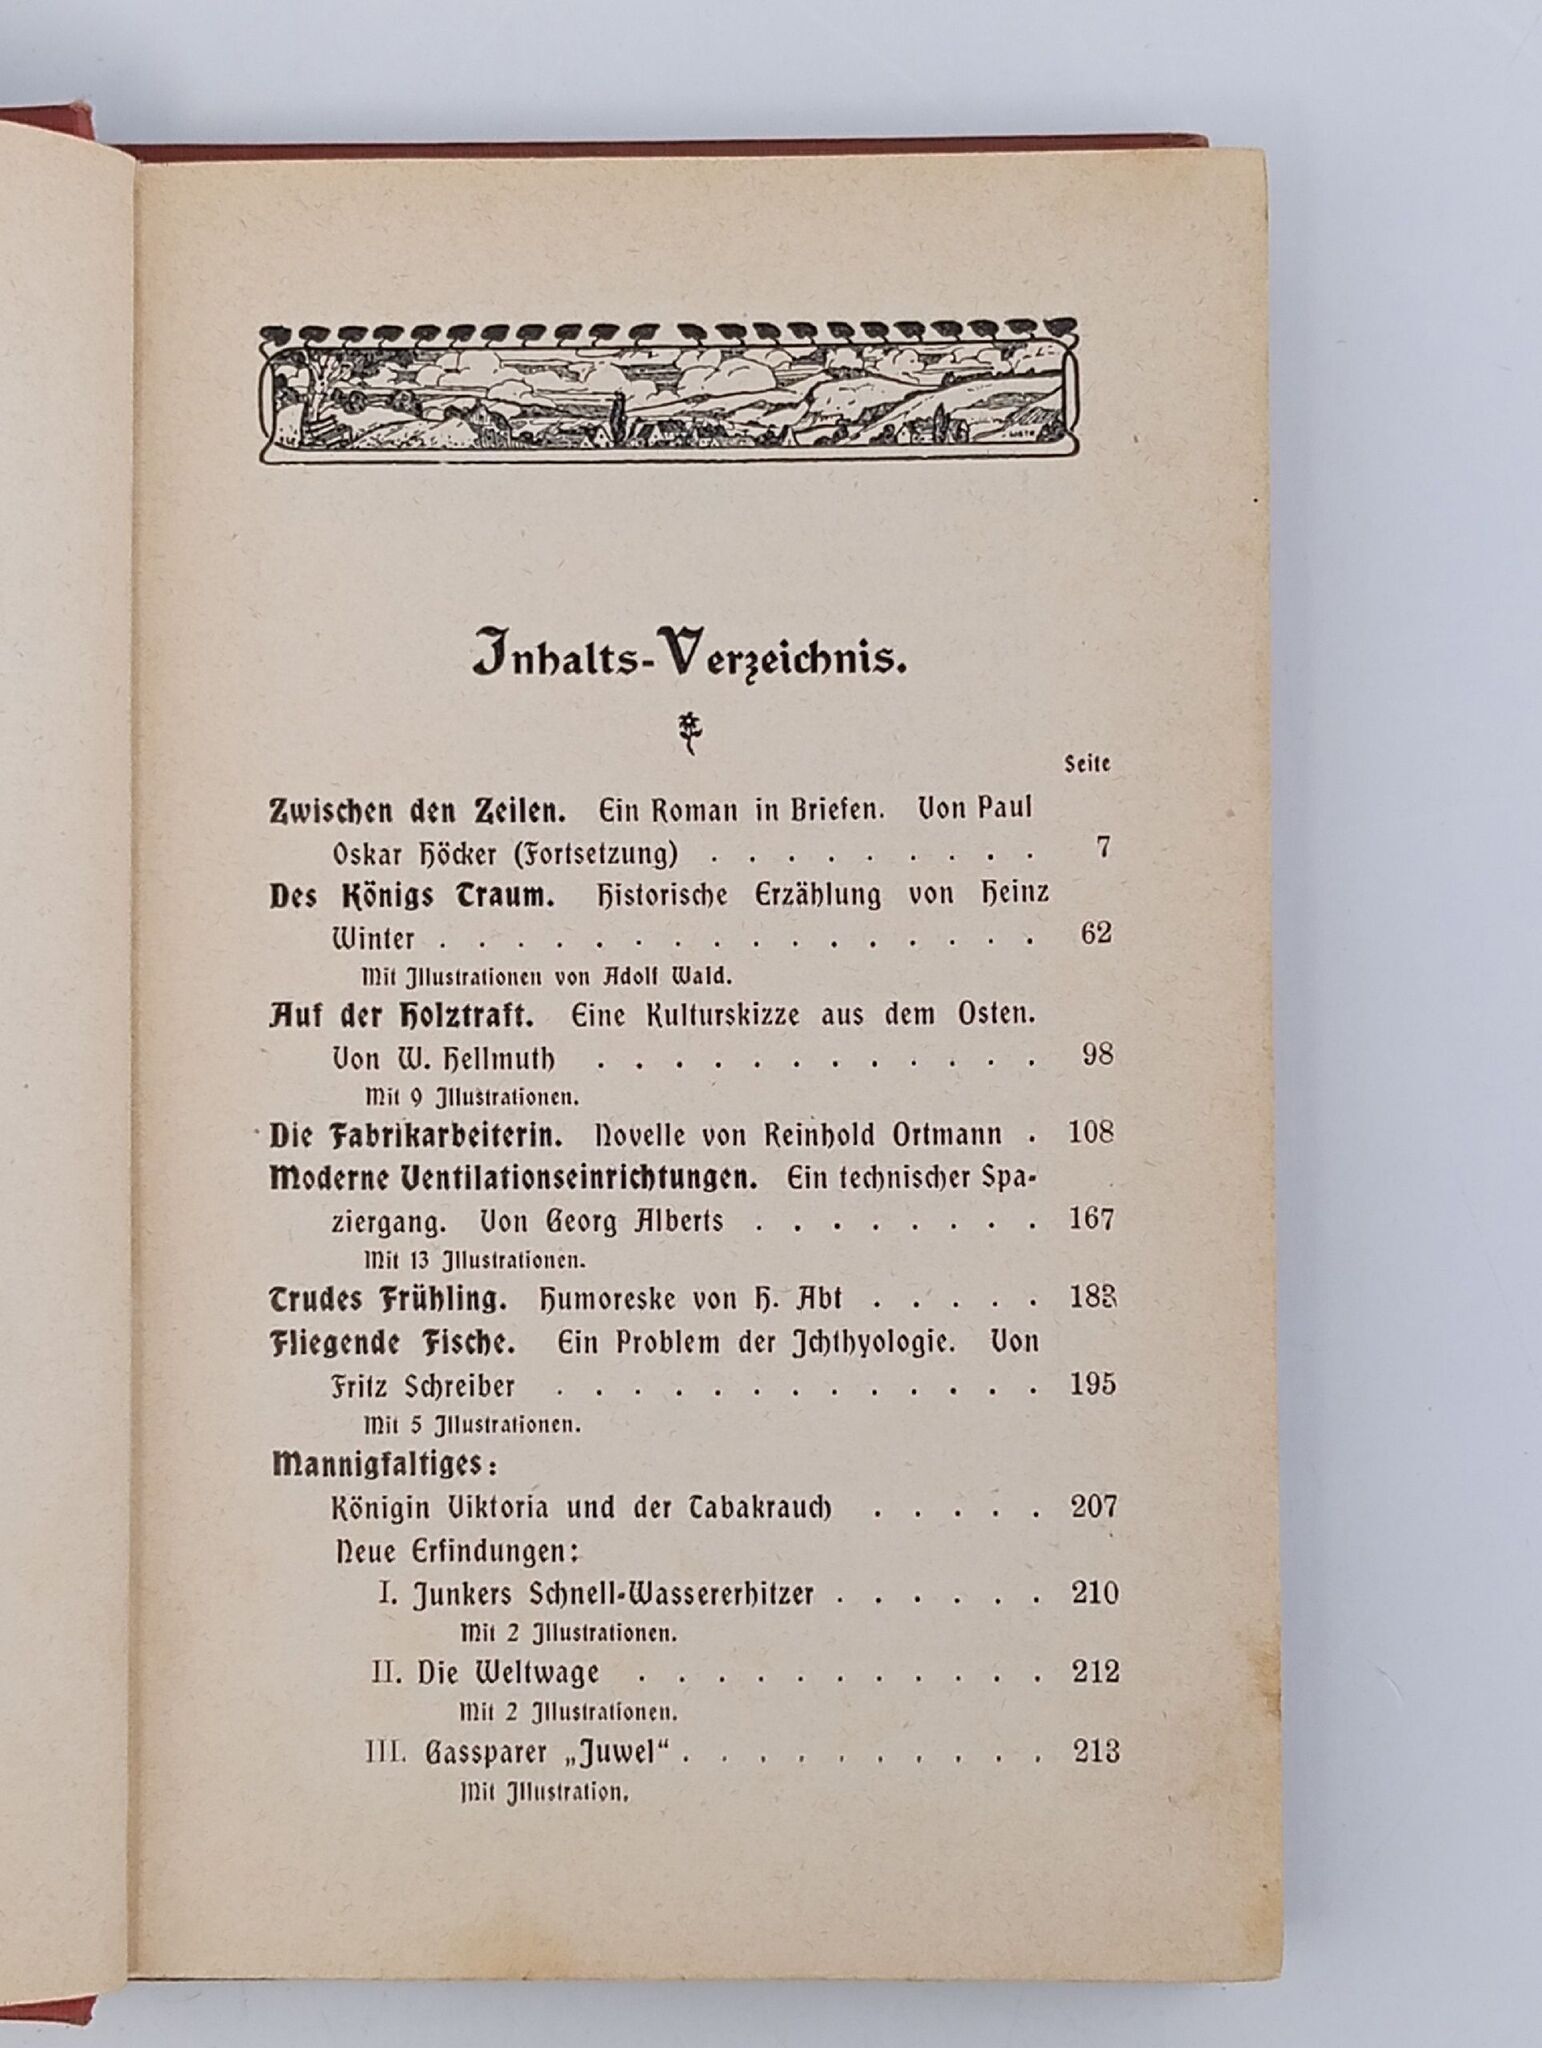 Inhalts-Verzeichnis.
Seite
Zwischen den Zeilen. Ein Roman in Briefen. Von Paul
Oskar Höcker (Fortsetzung) . . . . . . . . . 7
Des Königs Traum. Historische Erzählung von Heinz
Winter . . . . . . . . . . . . . . . . 62
Mit Illustrationen von Adolf Wald.
Auf der Holztraft. Eine Kulturskizze aus dem Osten.
Von W. Hellmuth . . . . . . . . . . . . 98
Mit 9 Illustrationen.
Die Fabrikarbeiterin. Novelle von Reinhold Ortmann . 108
Moderne Ventilationseinrichtungen. Ein technischer Spa-
ziergang. Von Georg Alberts . . . . . . . . 167
Mit 13 Illustrationen.
Trudes Frühling. Humoreske von H. Abt . . . . . 183
Fliegende Fische. Ein Problem der Ichthyologie. Von
Fritz Schreiber . . . . . . . . . . . . . 195
Mit 5 Illustrationen.
Mannigfaltiges:
Königin Viktoria und der Tabakrauch . . . . . 207
Neue Erfindungen:
I. Junkers Schnell-Wassererhitzer . . . . . . 210
Mit 2 Illustrationen.
II. Die Weltwage . . . . . . . . . . . 212
Mit 2 Illustrationen.
III. Gassparer „Juwel“ . . . . . . . . . . 213
Mit Illustration.